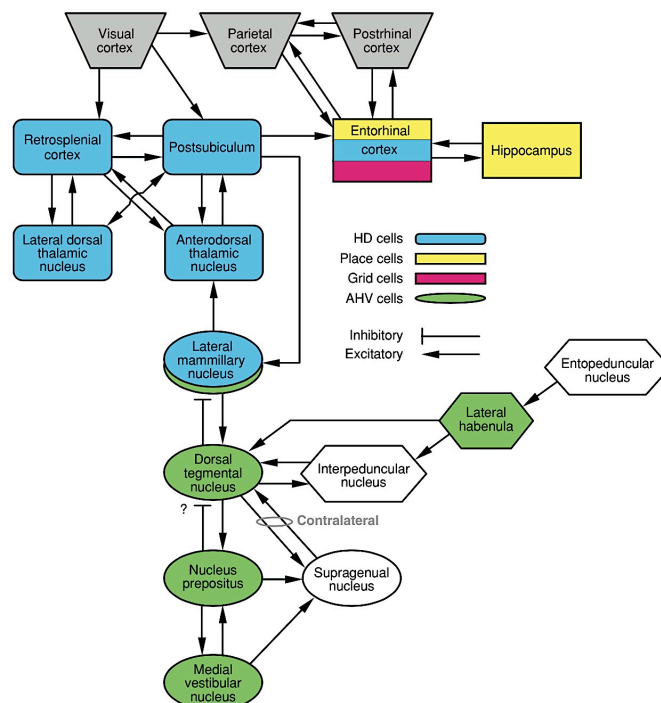 Visual
cortex
Parietal
cortex
Postrhinal
cortex
Retrosplenial
cortex
Postsubiculum
Entorhinal
cortex
Hippocampus
Lateral dorsal
thalamic
nucleus
Anterodorsal
thalamic
nucleus
HD cells
Place cells
Grid cells
AHV cells
Inhibitory
Excitatory
Lateral
mammillary
nucleus
Entopeduncular
nucleus
Lateral
habenula
Dorsal
tegmental
nucleus
Interpeduncular
nucleus
?
Contralateral
Nucleus
prepositus
Supragenual
nucleus
Medial
vestibular
nucleus